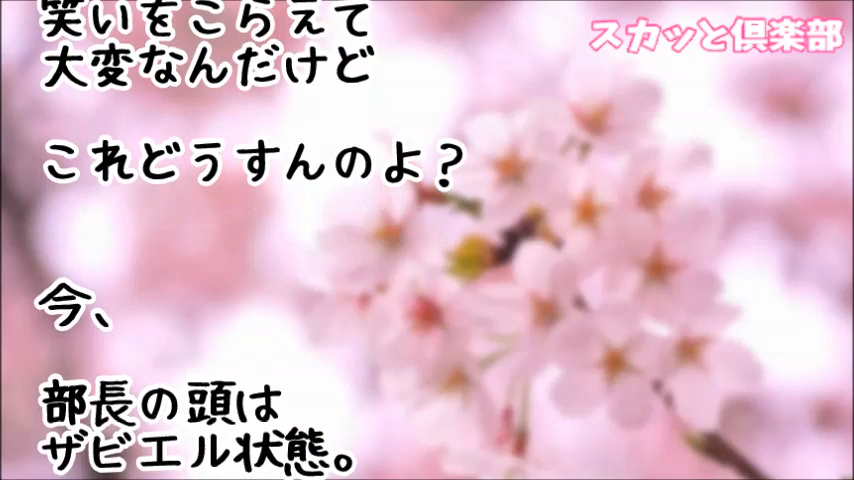 笑いをこらえて
大変なんだけど
スカッと倶楽部
これどうすんのよ？
今、
部長の頭は
ザビエル状態。